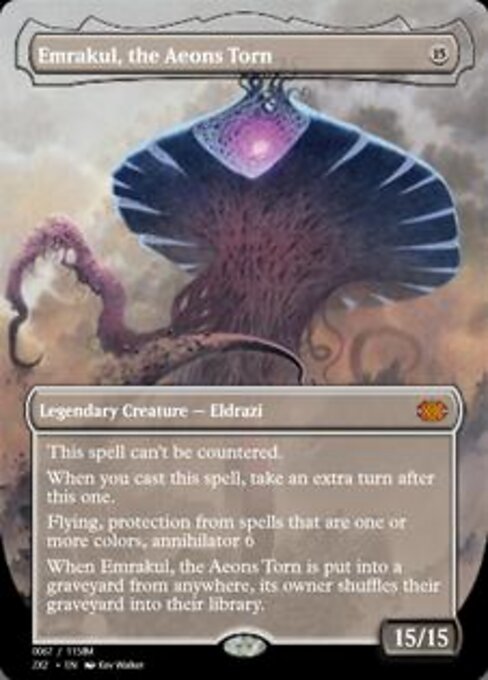 Emrakul, the Aeons Torn 15
Legendary Creature — Eldrazi
This spell can't be countered.
When you cast this spell, take an extra turn after
this one.
Flying, protection from spells that are one or
more colors, annihilator 6
When Emrakul, the Aeons Torn is put into a
graveyard from anywhere, its owner shuffles their
graveyard into their library.
15/15
• EN Kev Walker